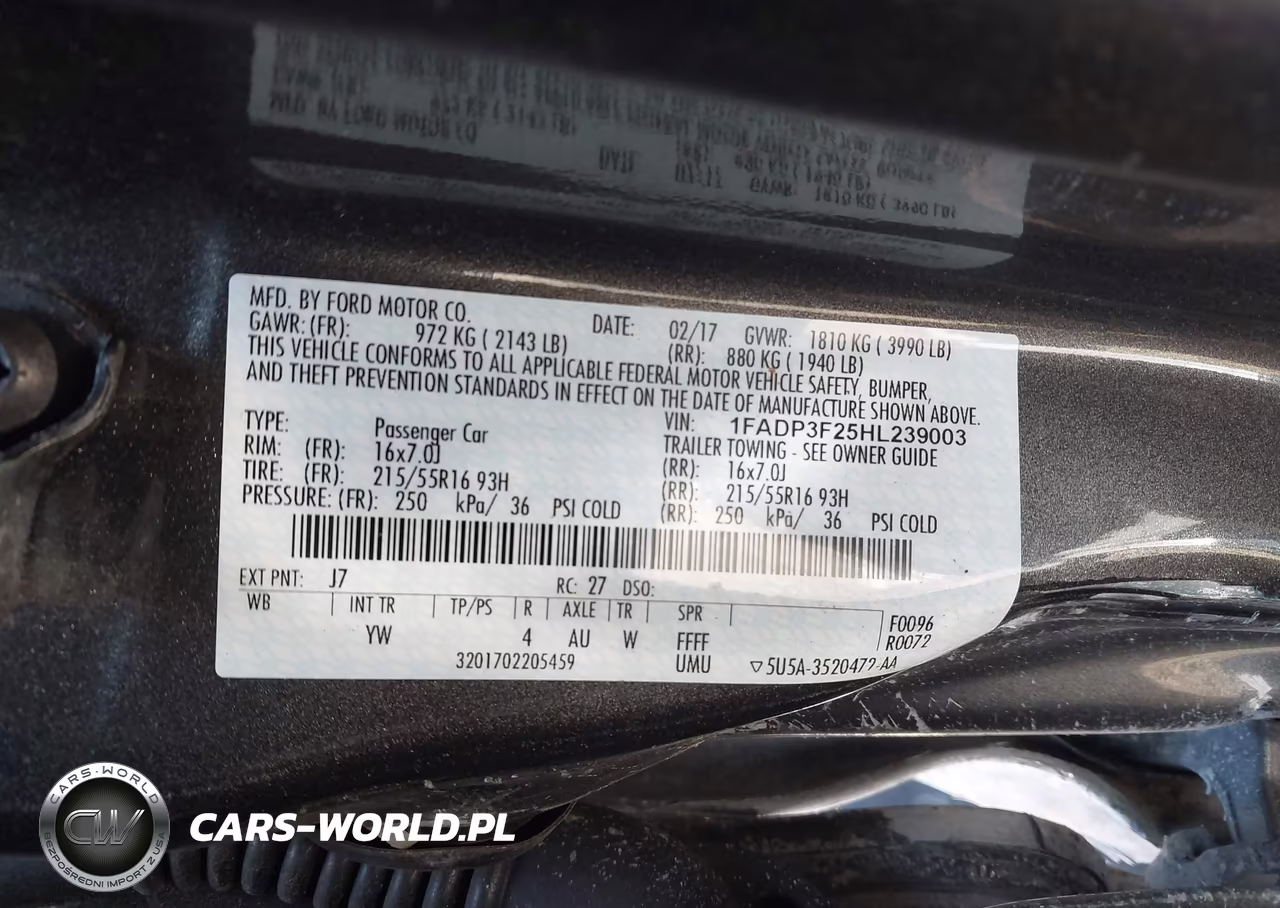 MFD. BY FORD MOTOR CO. DATE: 02/17 GVWR: 1810 KG ( 3990 LB)
GAWR: (FR): 972 KG ( 2143 LB) (RR): 880 KG ( 1940 LB)
THIS VEHICLE CONFORMS TO ALL APPLICABLE FEDERAL MOTOR VEHICLE SAFETY, BUMPER,
AND THEFT PREVENTION STANDARDS IN EFFECT ON THE DATE OF MANUFACTURE SHOWN ABOVE.
VIN: 1FADP3F25HL239003
TYPE: Passenger Car TRAILER TOWING - SEE OWNER GUIDE
RIM: (FR): 16x7.0J (RR): 16x7.0J
TIRE: (FR): 215/55R16 93H (RR): 215/55R16 93H
PRESSURE: (FR): 250 kPa/ 36 PSI COLD (RR): 250 kPa/ 36 PSI COLD
EXT PNT: J7 RC: 27 DSO:
WB INT TR TP/PS R AXLE TR SPR F0096
YW 4 AU W FFFF R0072
3201702205459 UMU ▽5U5A-3520472-AA
CARS-WORLD
CW
BEZPOŚREDNI IMPORT Z USA
CARS-WORLD.PL